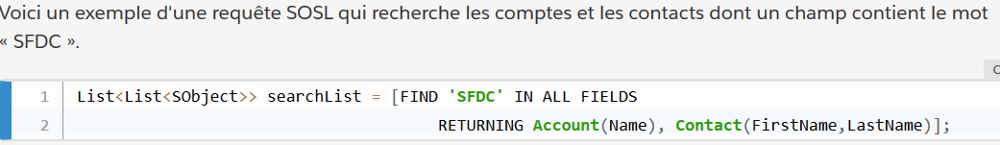 Voici un exemple d'une requête SOSL qui recherche les comptes et les contacts dont un champ contient le mot
« SFDC ».
1 List<List<SObject>> searchList = [FIND 'SFDC' IN ALL FIELDS
2 RETURNING Account(Name), Contact(FirstName,LastName)];